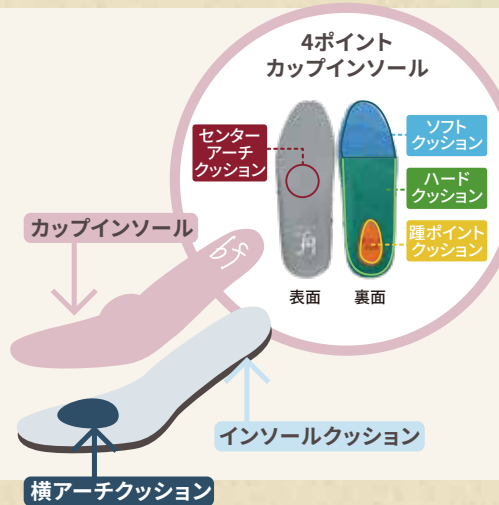 4ポイント
カップインソール
センター
アーチ
クッション
ソフト
クッション
ハード
クッション
踵ポイント
クッション
表面
裏面
カップインソール
インソールクッション
横アーチクッション